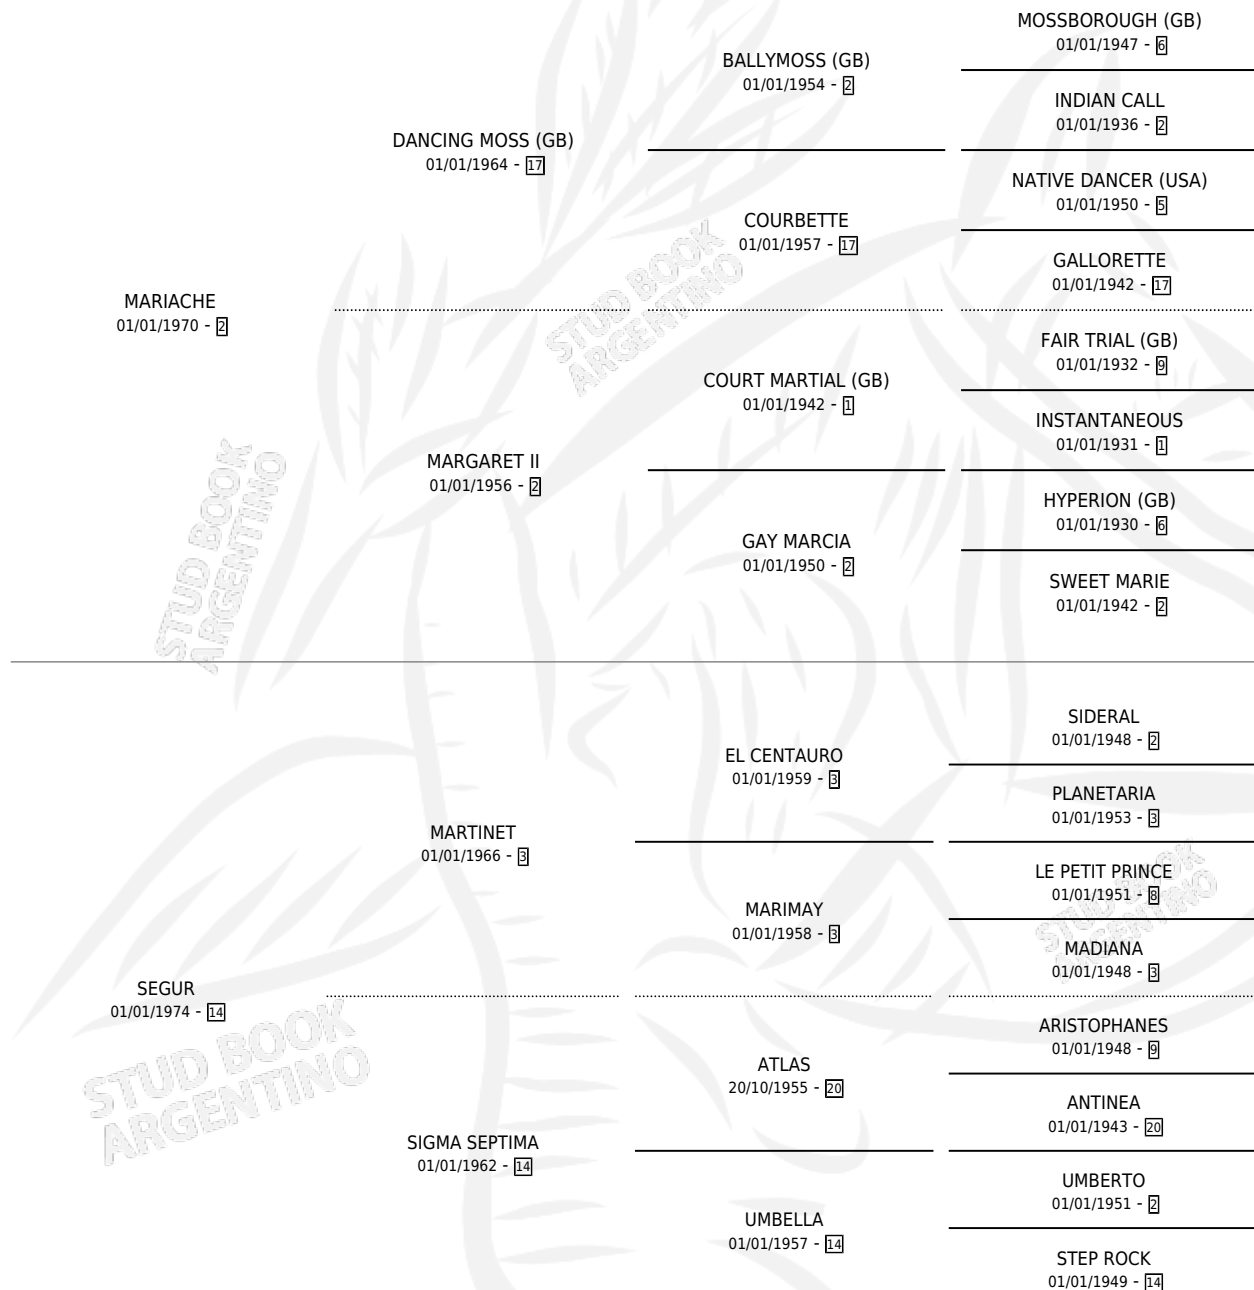 MOSSBOROUGH (GB)
01/01/1947 - 6
BALLYMOSS (GB)
01/01/1954 - 2
INDIAN CALL
01/01/1936 - 2
DANCING MOSS (GB)
01/01/1964 - 17
NATIVE DANCER (USA)
01/01/1950 - 5
COURBETTE
01/01/1957 - 17
GALLORETTE
01/01/1942 - 17
MARIACHE
01/01/1970 - 2
FAIR TRIAL (GB)
01/01/1932 - 9
COURT MARTIAL (GB)
01/01/1942 - 1
INSTANTANEOUS
01/01/1931 - 1
MARGARET II
01/01/1956 - 2
HYPERION (GB)
01/01/1930 - 6
GAY MARCIA
01/01/1950 - 2
SWEET MARIE
01/01/1942 - 2
SIDERAL
01/01/1948 - 2
EL CENTAURO
01/01/1959 - 3
PLANETARIA
01/01/1953 - 3
MARTINET
01/01/1966 - 3
LE PETIT PRINCE
01/01/1951 - 8
MARIMAY
01/01/1958 - 3
MADIANA
01/01/1948 - 3
SEGUR
01/01/1974 - 14
ARISTOPHANES
01/01/1948 - 9
ATLAS
20/10/1955 - 20
ANTINEA
01/01/1943 - 20
SIGMA SEPTIMA
01/01/1962 - 14
UMBERTO
01/01/1951 - 2
UMBELLA
01/01/1957 - 14
STEP ROCK
01/01/1949 - 14
STUD BOOK
ARGENTINO
STUD BOOK
ARGENTINO
STUD BOOK
ARGENTINO
STUD BOOK
ARGENTINO